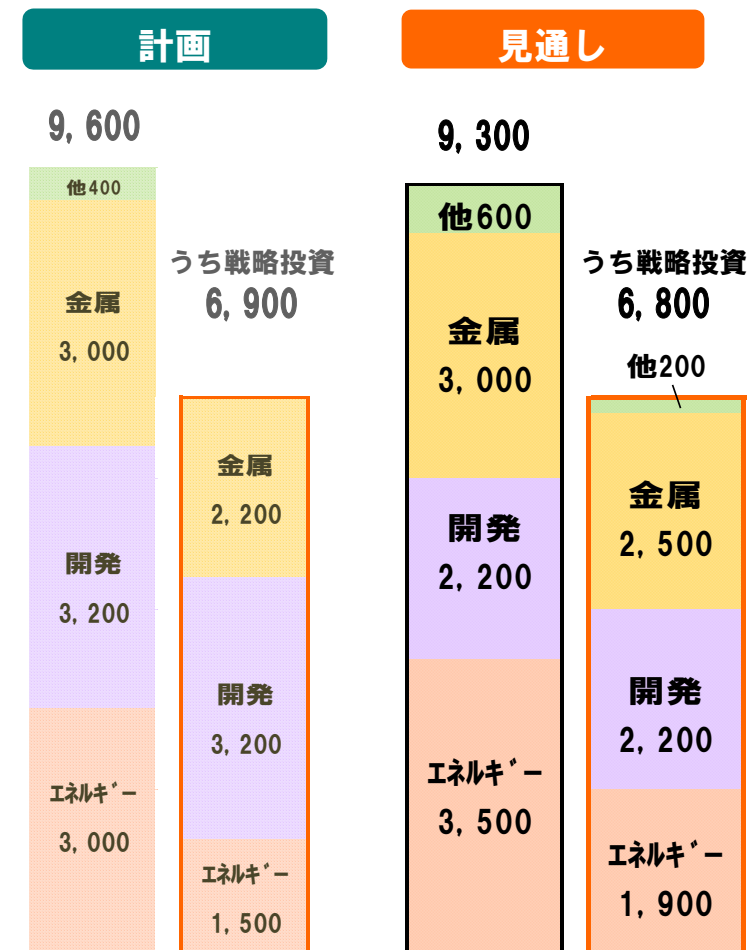 計画
9,600
他400
金属
3,000
開発
3,200
エネルギー
3,000
うち戦略投資
6,900
金属
2,200
開発
3,200
エネルギー
1,500
見通し
9,300
他600
金属
3,000
開発
2,200
エネルギー
3,500
うち戦略投資
6,800
他200
金属
2,500
開発
2,200
エネルギー
1,900